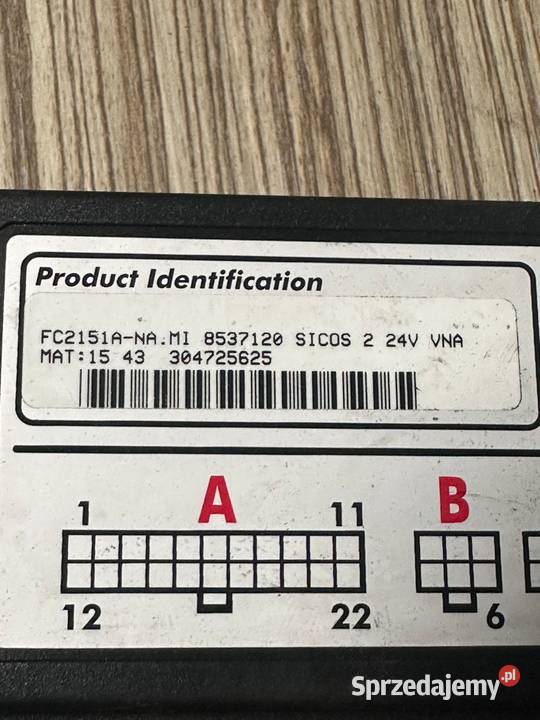 Product Identification
FC2151A-NA.MI 8537120 SICOS 2 24V VNA
MAT:15 43 304725625
A B
1 11
12 22 6
Sprzedajemy.pl